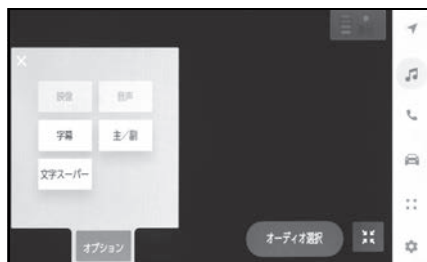 映像 音声
字幕 主/副
文字スーパー
オプション
オーディオ選択